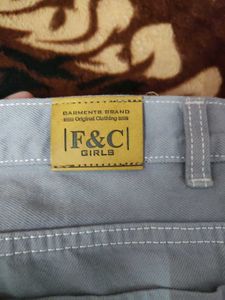 GARMENTS BRAND
Original Clothing
|F&C|
GIRLS